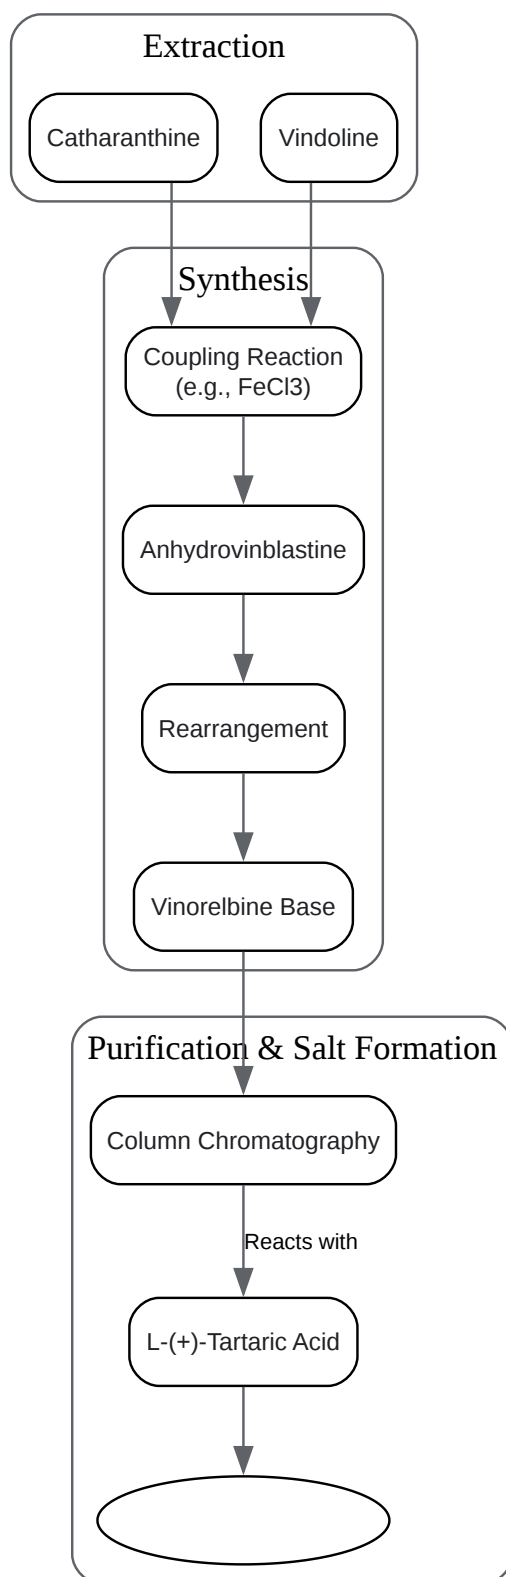 Extraction
Catharanthine
Vindoline
Synthesis
Coupling Reaction
(e.g., FeCl3)
Anhydrovinblastine
Rearrangement
Vinorelbine Base
Purification & Salt Formation
Column Chromatography
Reacts with
L-(+)-Tartaric Acid